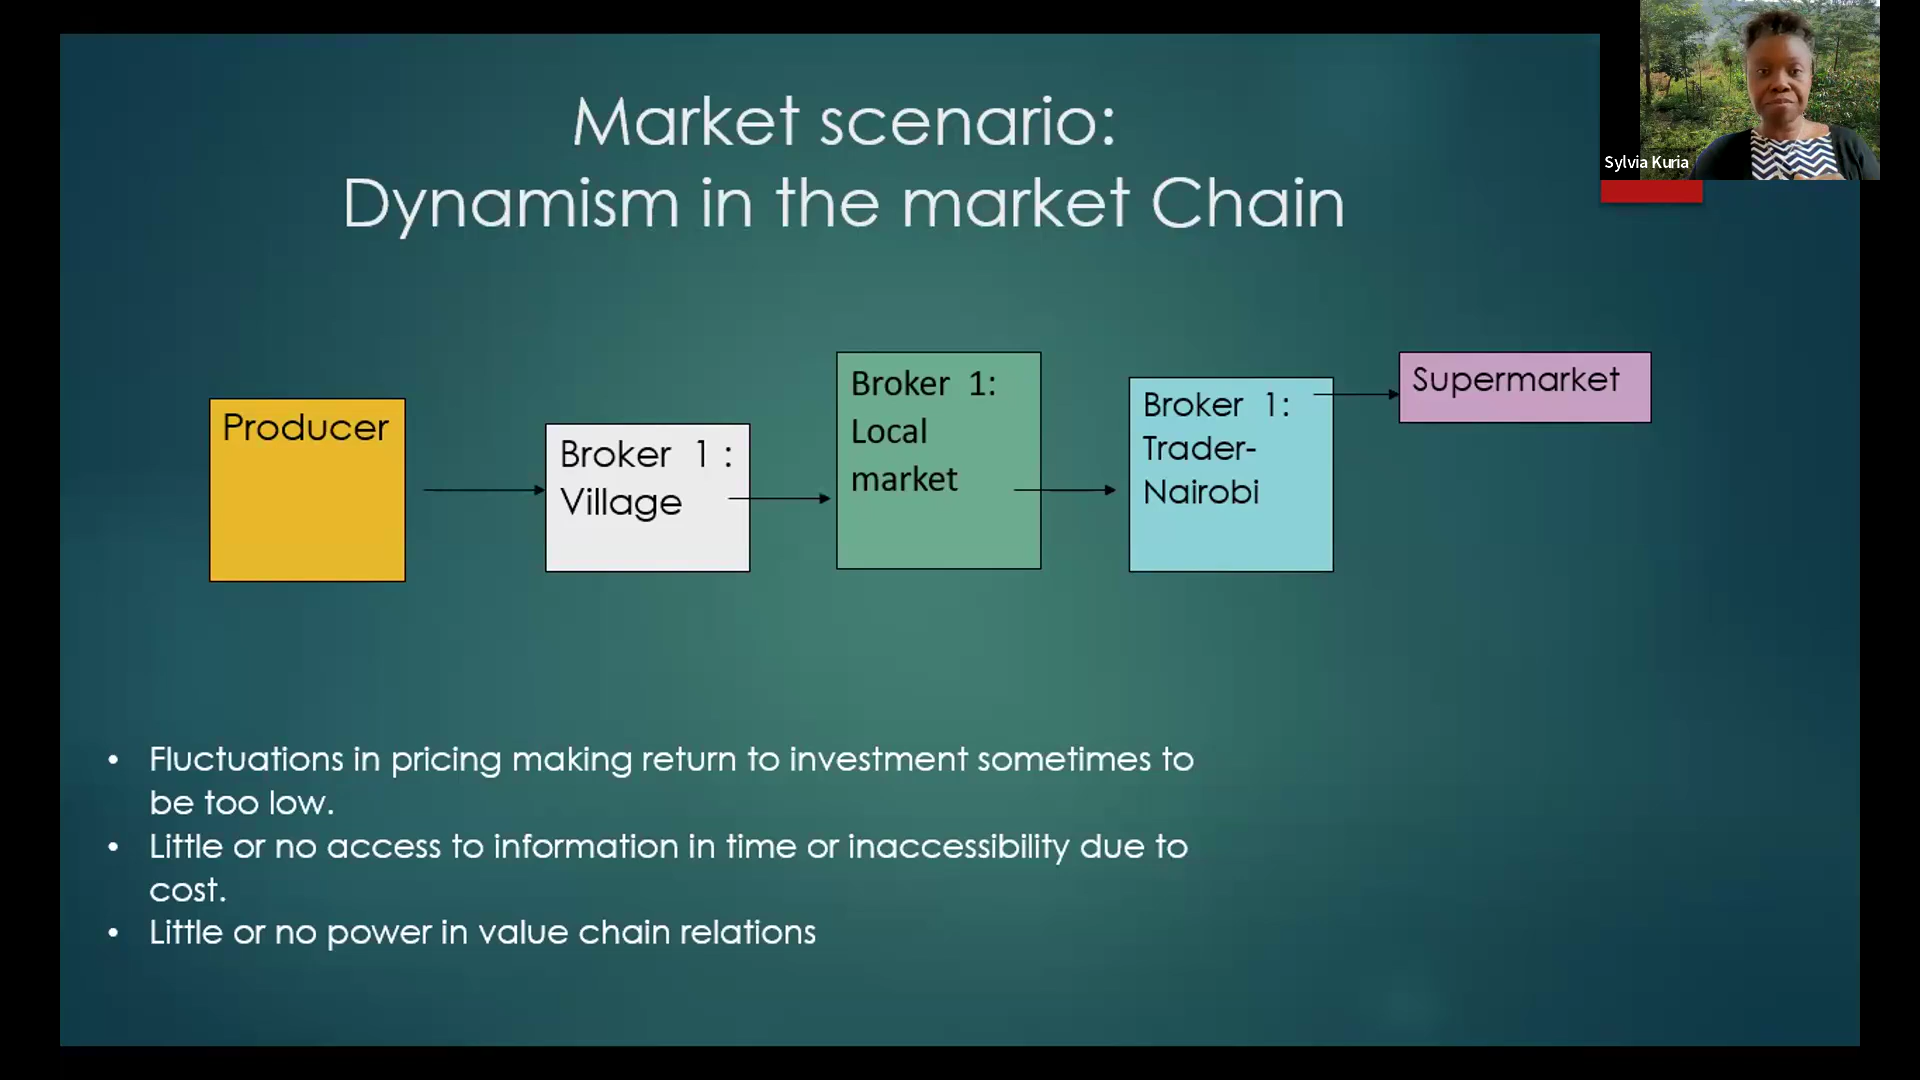 Market scenario:
Dynamism in the market Chain
Sylvia Kuria
Producer
Broker 1 :
Village
Broker 1:
Local
market
Broker 1:
Trader-
Nairobi
Supermarket
• Fluctuations in pricing making return to investment sometimes to
be too low.
• Little or no access to information in time or inaccessibility due to
cost.
• Little or no power in value chain relations